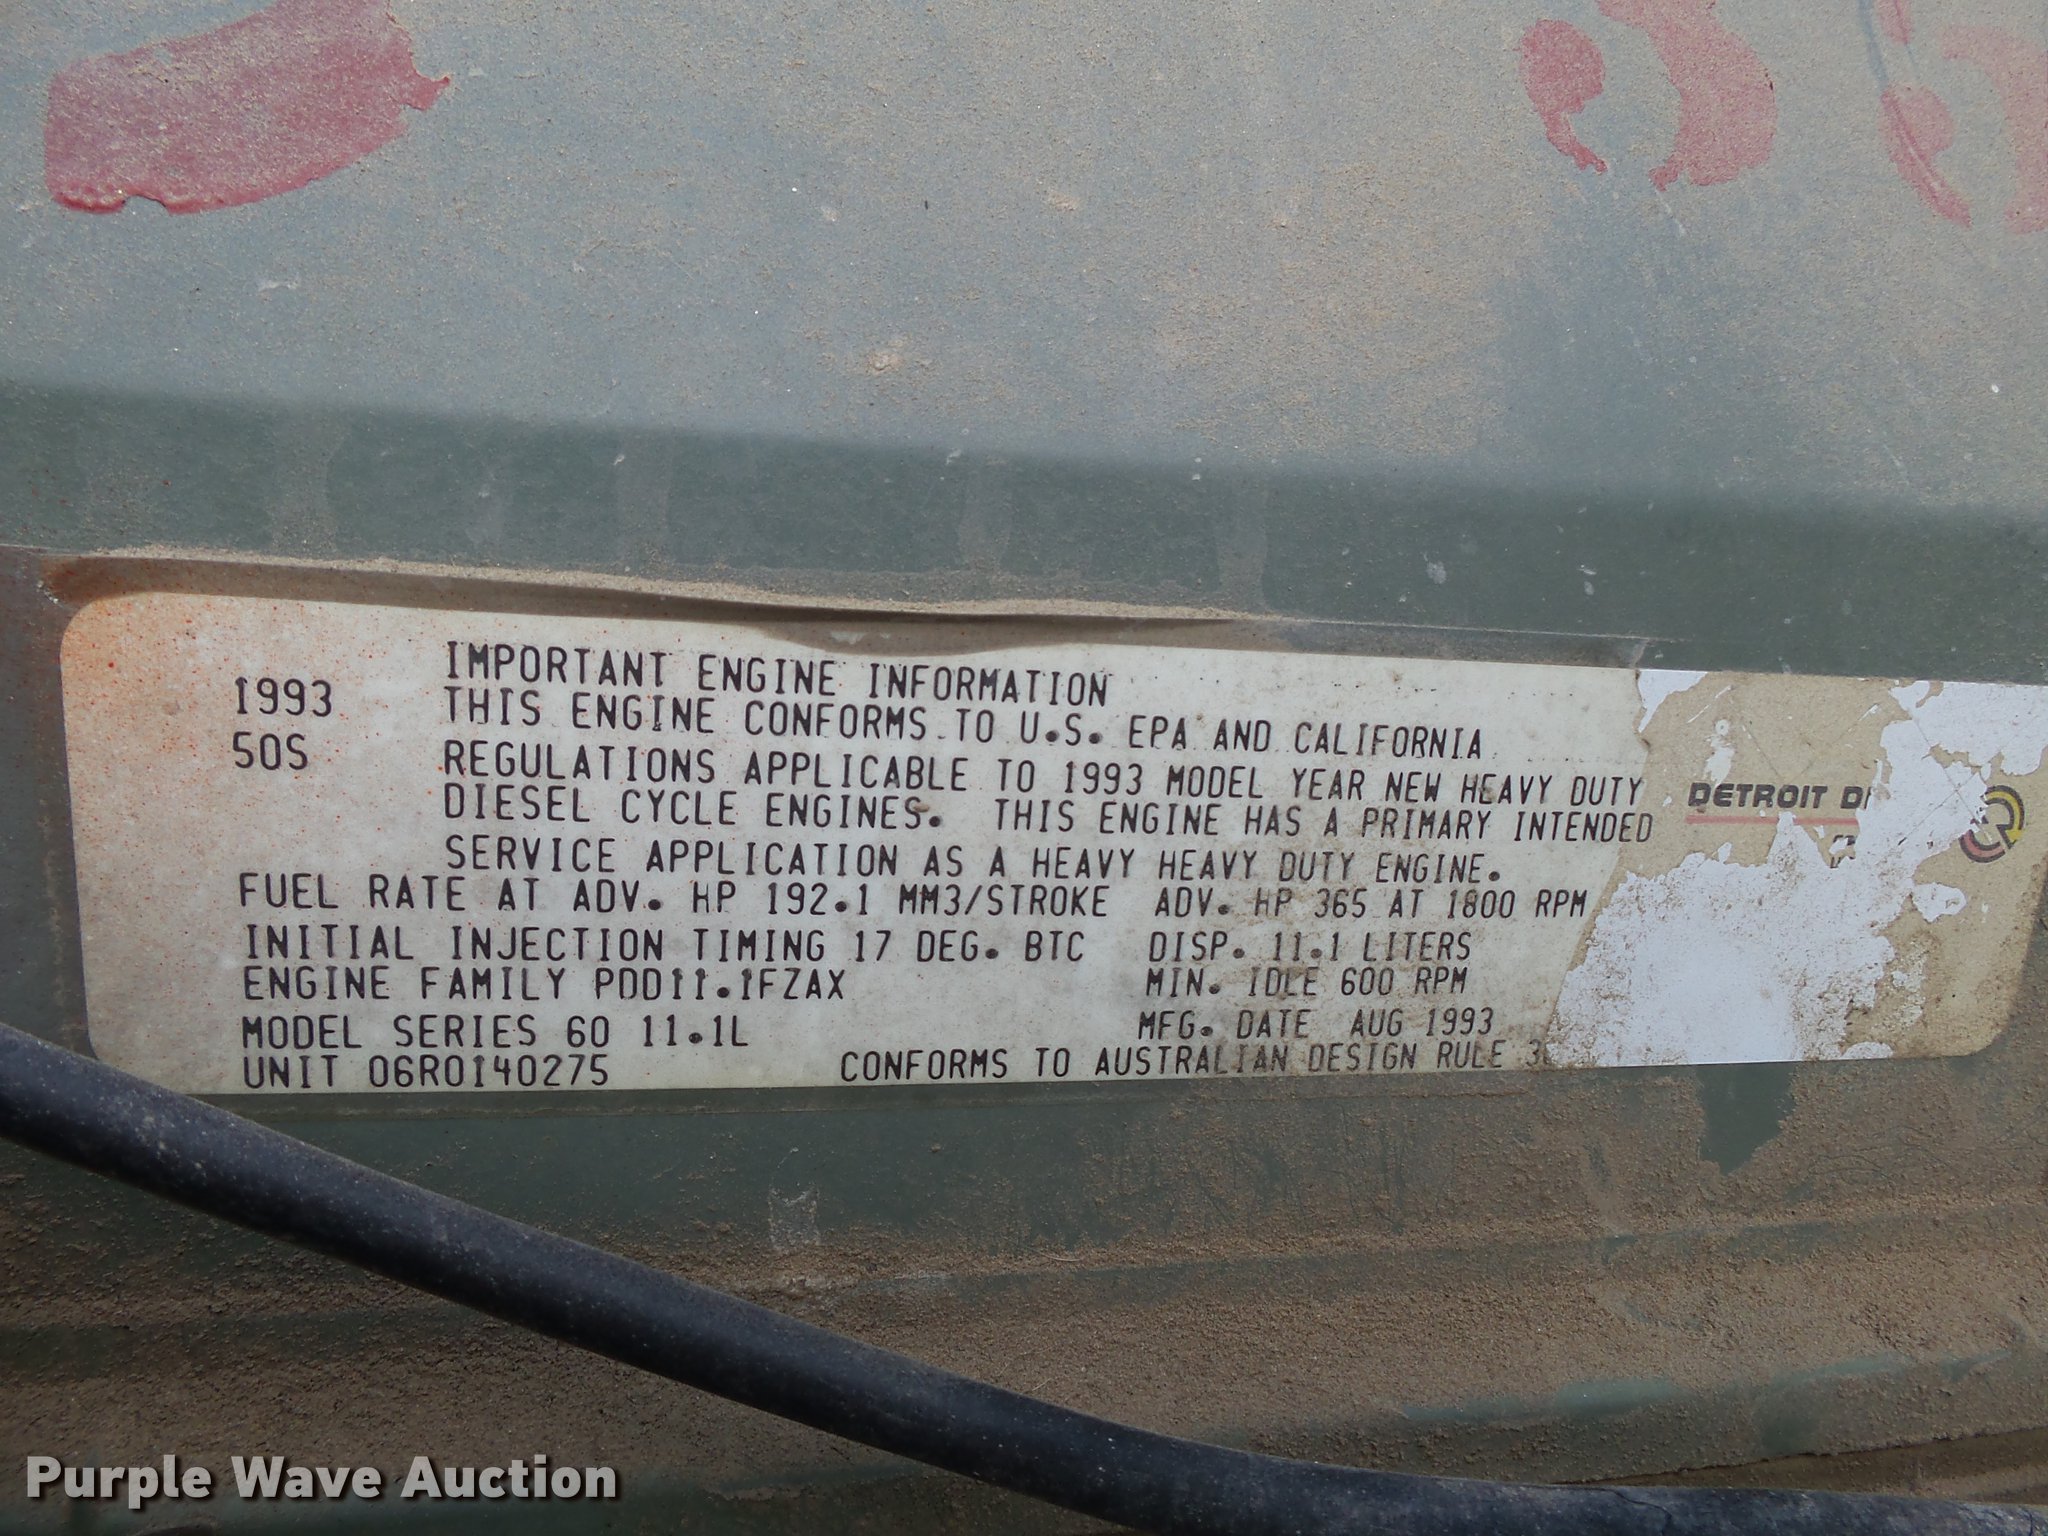 1993
50S
IMPORTANT ENGINE INFORMATION
THIS ENGINE CONFORMS TO U.S. EPA AND CALIFORNIA
REGULATIONS APPLICABLE TO 1993 MODEL YEAR NEW HEAVY DUTY
DIESEL CYCLE ENGINES. THIS ENGINE HAS A PRIMARY INTENDED
SERVICE APPLICATION AS A HEAVY HEAVY DUTY ENGINE.
FUEL RATE AT ADV. HP 192.1 MM3/STROKE ADV. HP 365 AT 1800 RPM
INITIAL INJECTION TIMING 17 DEG. BTC DISP. 11.1 LITERS
ENGINE FAMILY PDD11.1FZAX MIN. IDLE 600 RPM
MODEL SERIES 60 11.1L MFG. DATE AUG 1993
UNIT 06R0140275 CONFORMS TO AUSTRALIAN DESIGN RULE
DETROIT
Purple Wave Auction